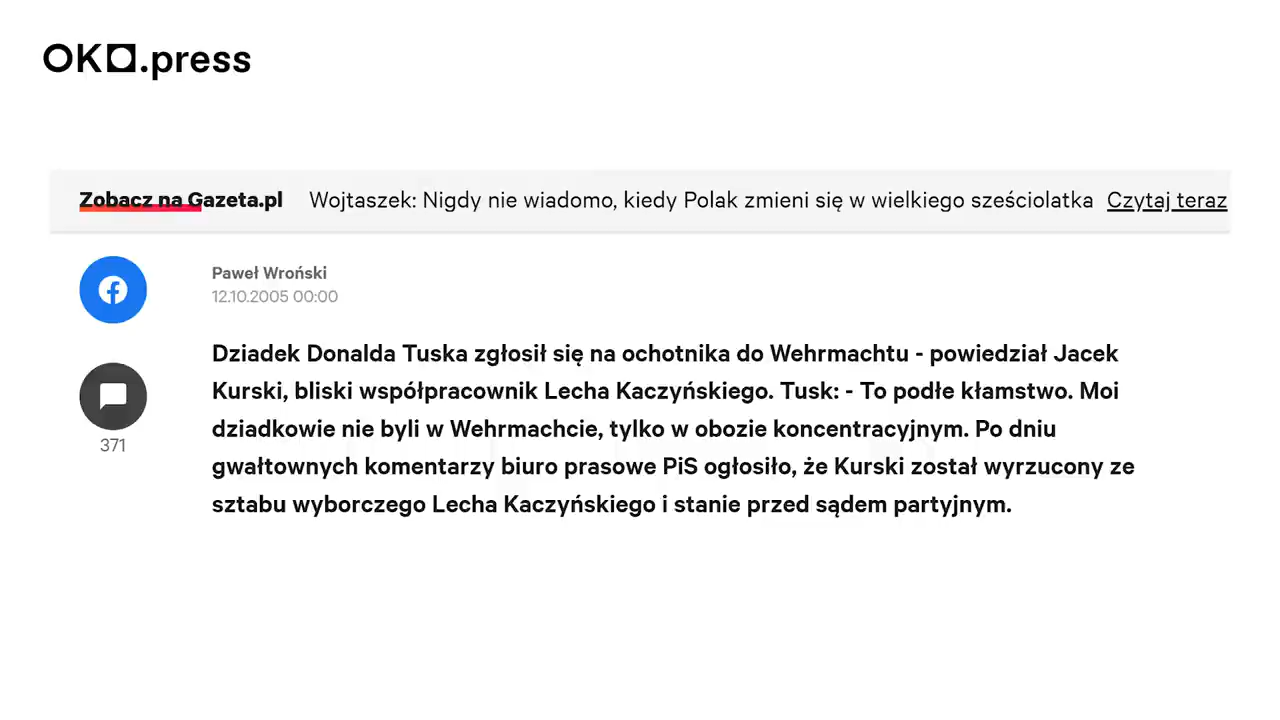 OKO.press
Zobacz na Gazeta.pl Wojtaszek: Nigdy nie wiadomo, kiedy Polak zmieni się w wielkiego sześciolatka Czytaj teraz
Paweł Wroński
12.10.2005 00:00
Dziadek Donalda Tuska zgłosił się na ochotnika do Wehrmachtu - powiedział Jacek
Kurski, bliski współpracownik Lecha Kaczyńskiego. Tusk: - To podłe kłamstwo. Moi
dziadkowie nie byli w Wehrmachcie, tylko w obozie koncentracyjnym. Po dniu
gwałtownych komentarzy biuro prasowe PiS ogłosiło, że Kurski został wyrzucony ze
sztabu wyborczego Lecha Kaczyńskiego i stanie przed sądem partyjnym.
371